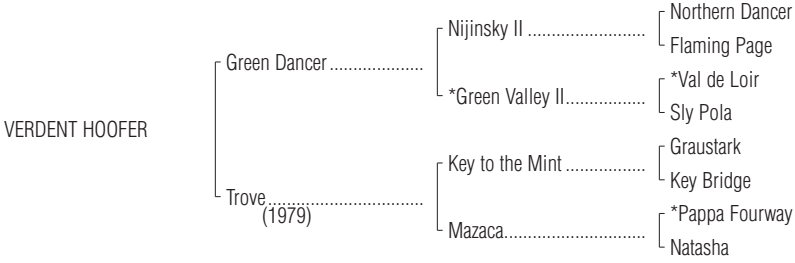 Northern Dancer
Nijinsky II ........................
Flaming Page
Green Dancer...................
*Val de Loir
*Green Valley II................
Sly Pola
VERDENT HOOFER
Graustark
Key to the Mint ................
Key Bridge
Trove................................
(1979)
*Pappa Fourway
Mazaca.............................
Natasha